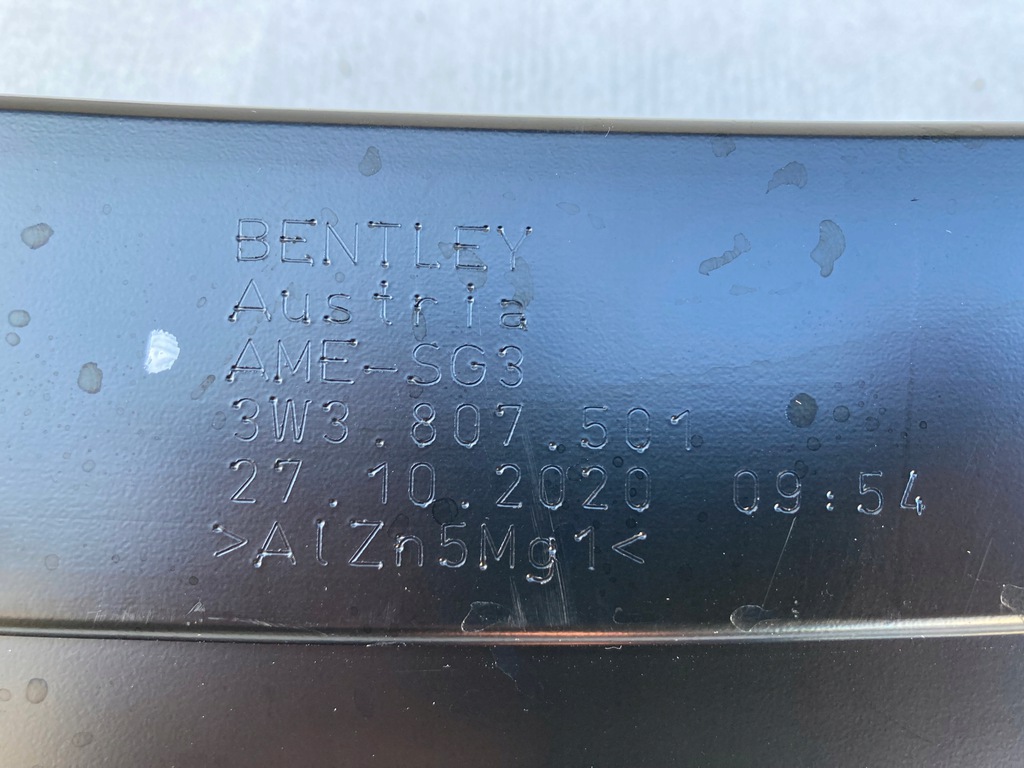 BENTLEY
Austria
AME-SG3
3W3.807.501
27.10.2020 09:54
>AlZn5Mg1<